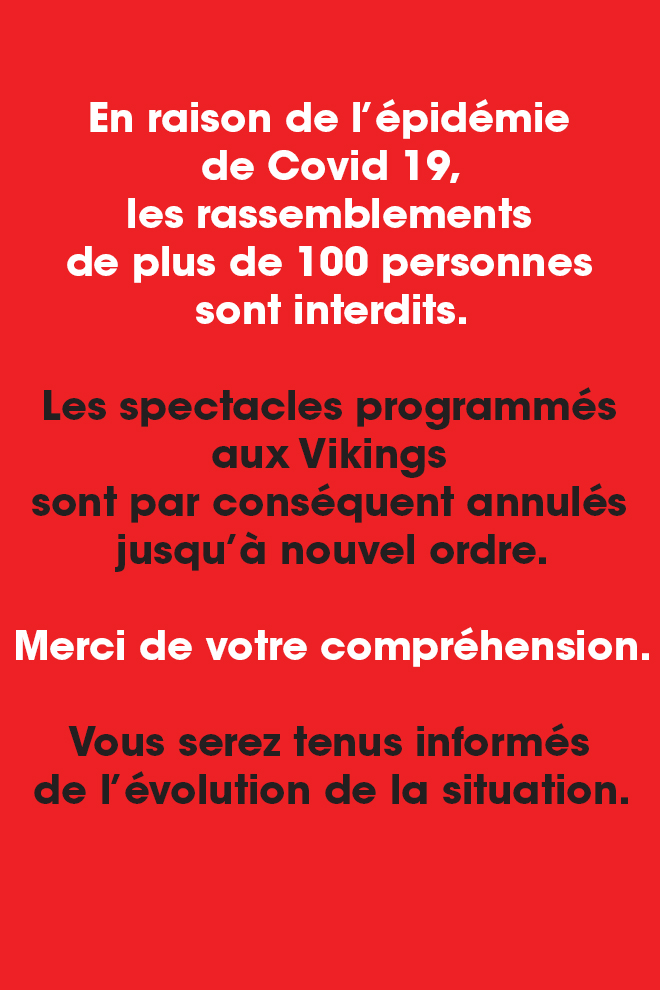 En raison de l’épidémie
de Covid 19,
les rassemblements
de plus de 100 personnes
sont interdits.
Les spectacles programmés
aux Vikings
sont par conséquent annulés
jusqu’à nouvel ordre.
Merci de votre compréhension.
Vous serez tenus informés
de l’évolution de la situation.